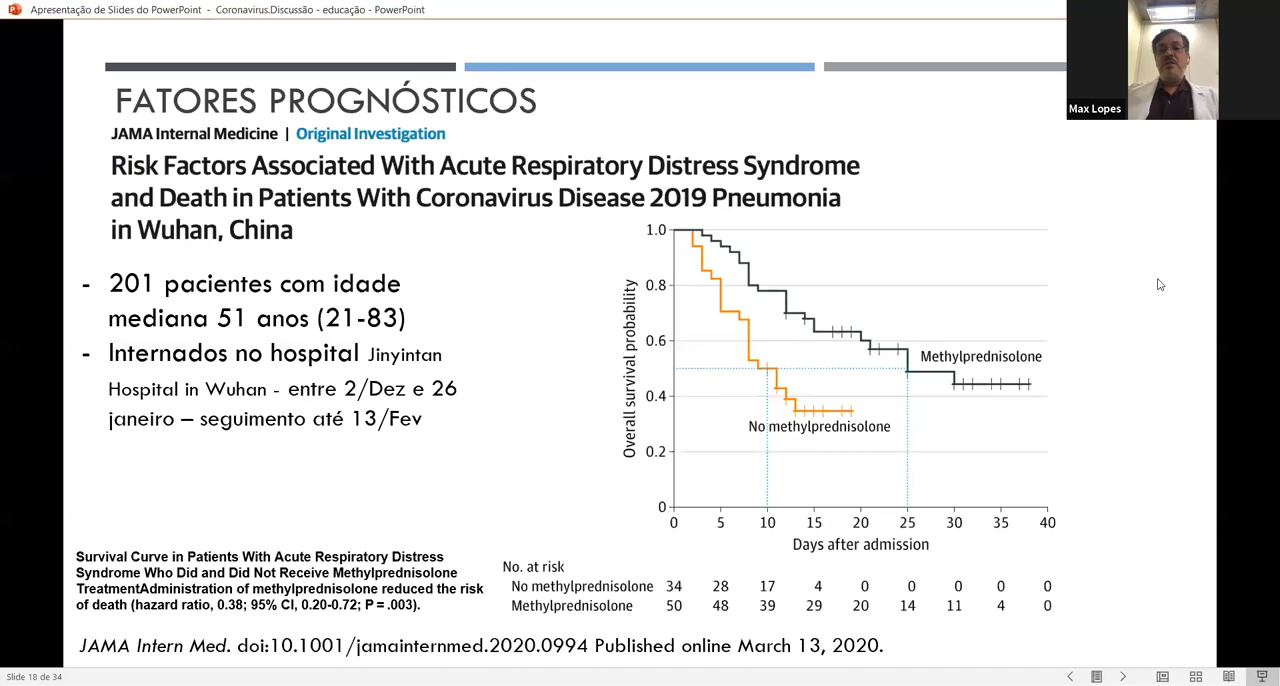 Apresentação de Slides do PowerPoint - Coronavirus.Discussão - educação - PowerPoint
Max Lopes
FATORES PROGNÓSTICOS
JAMA Internal Medicine | Original Investigation
Risk Factors Associated With Acute Respiratory Distress Syndrome
and Death in Patients With Coronavirus Disease 2019 Pneumonia
in Wuhan, China
- 201 pacientes com idade
mediana 51 anos (21-83)
- Internados no hospital Jinyintan
Hospital in Wuhan - entre 2/Dez e 26
janeiro – seguimento até 13/Fev
Overall survival probability
1.0
0.8
0.6
0.4
0.2
0
Methylprednisolone
No methylprednisolone
0 5 10 15 20 25 30 35 40
Days after admission
No. at risk
No methylprednisolone 34 28 17 4 0 0 0 0 0
Methylprednisolone 50 48 39 29 20 14 11 4 0
Survival Curve in Patients With Acute Respiratory Distress
Syndrome Who Did and Did Not Receive Methylprednisolone
TreatmentAdministration of methylprednisolone reduced the risk
of death (hazard ratio, 0.38; 95% CI, 0.20-0.72; P = .003).
JAMA Intern Med. doi:10.1001/jamainternmed.2020.0994 Published online March 13, 2020.
Slide 18 de 34